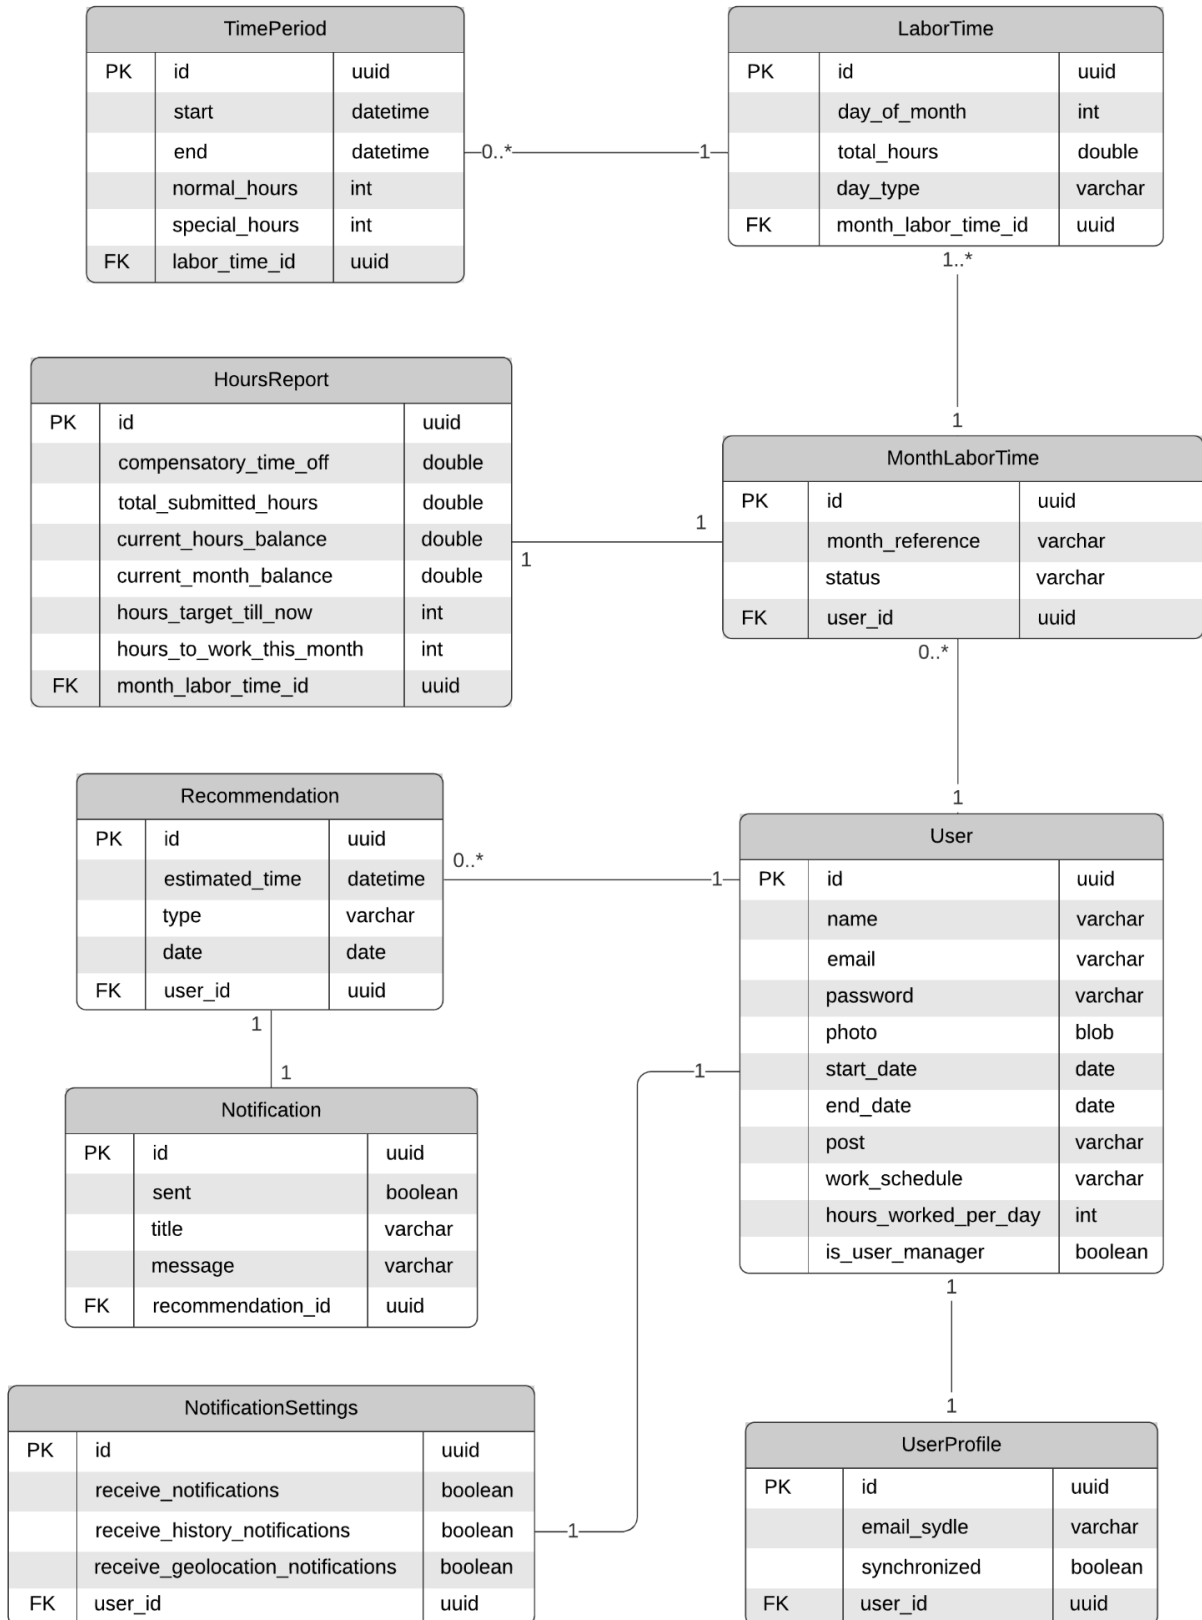 TimePeriod
PK id uuid
start datetime
end datetime
normal_hours int
special_hours int
FK labor_time_id uuid
0..* 1
LaborTime
PK id uuid
day_of_month int
total_hours double
day_type varchar
FK month_labor_time_id uuid
1..*
1
HoursReport
PK id uuid
compensatory_time_off double
total_submitted_hours double
current_hours_balance double
current_month_balance double
hours_target_till_now int
hours_to_work_this_month int
FK month_labor_time_id uuid
1
1
MonthLaborTime
PK id uuid
month_reference varchar
status varchar
FK user_id uuid
0..*
1
Recommendation
PK id uuid
estimated_time datetime
type varchar
date date
FK user_id uuid
0..*
1
User
PK id uuid
name varchar
email varchar
password varchar
photo blob
start_date date
end_date date
post varchar
work_schedule varchar
hours_worked_per_day int
is_user_manager boolean
1
1
Notification
PK id uuid
sent boolean
title varchar
message varchar
FK recommendation_id uuid
1
1
NotificationSettings
PK id uuid
receive_notifications boolean
receive_history_notifications boolean
receive_geolocation_notifications boolean
FK user_id uuid
1
1
UserProfile
PK id uuid
email_sydle varchar
synchronized boolean
FK user_id uuid